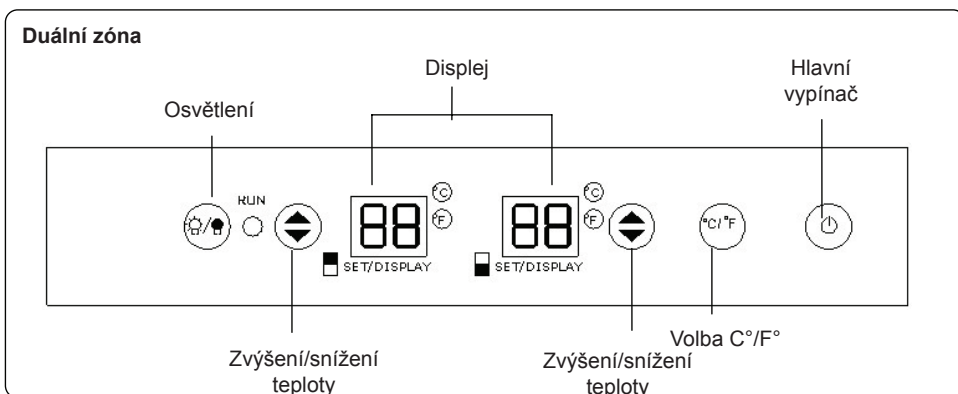 Duální zóna
Displej
Hlavní
vypínač
Osvětlení
RUN
88
°C
°F
SET/DISPLAY
88
°C
°F
SET/DISPLAY
°C/°F
Volba C°/F°
Zvýšení/snížení
teploty
Zvýšení/snížení
teploty